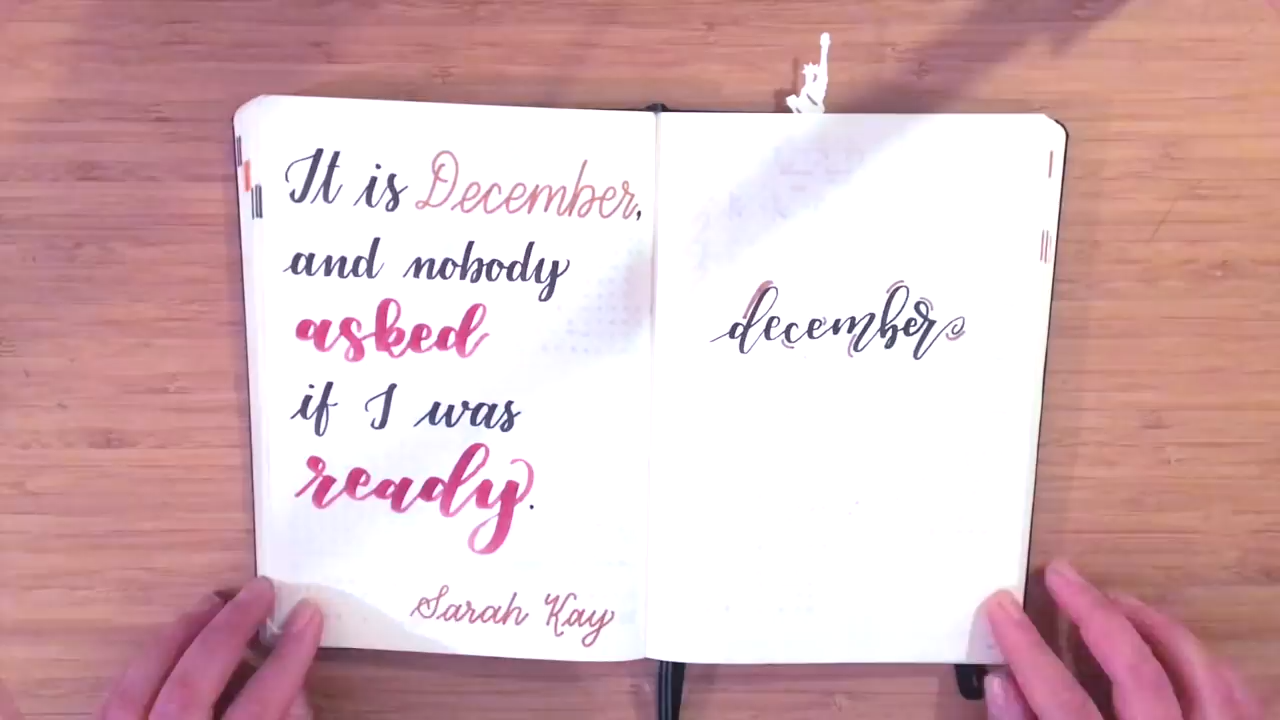 It is December,
and nobody
asked
if I was
ready.
Sarah Kay
december